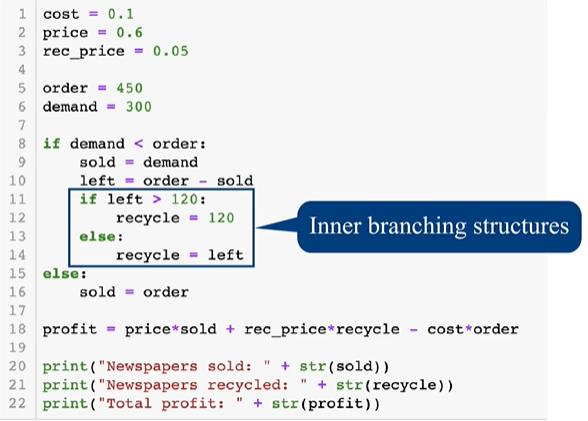 1 cost = 0.1
2 price = 0.6
3 rec_price = 0.05
4
5 order = 450
6 demand = 300
7
8 if demand < order:
9     sold = demand
10     left = order - sold
11     if left > 120:
12         recycle = 120
13     else:
14         recycle = left
15 else:
16     sold = order
17
18 profit = price*sold + rec_price*recycle - cost*order
19
20 print("Newspapers sold: " + str(sold))
21 print("Newspapers recycled: " + str(recycle))
22 print("Total profit: " + str(profit))
Inner branching structures